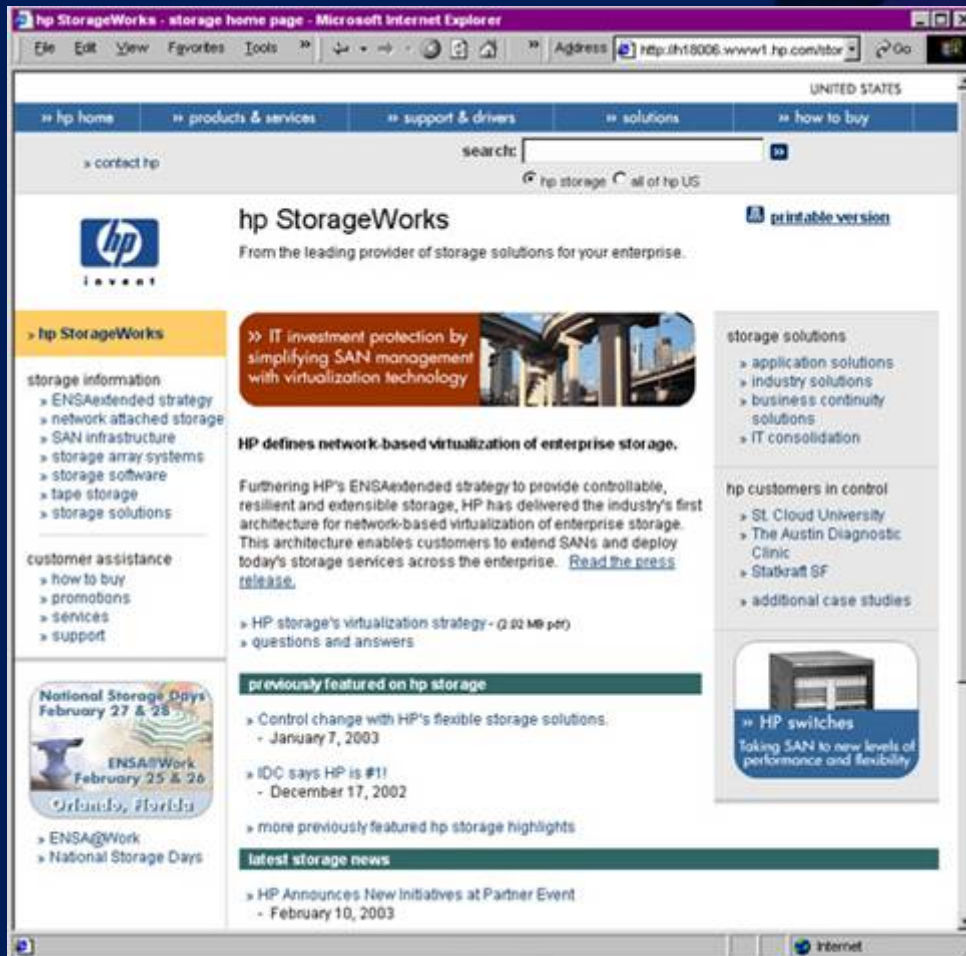 hp StorageWorks - storage home page - Microsoft Internet Explorer
File Edit View Favorites Tools » » Address http://h18006.www1.hp.com/stor Go
UNITED STATES
» hp home » products & services » support & drivers » solutions » how to buy
» contact hp
search:
hp storage all of hp US
hp
invent
hp StorageWorks
From the leading provider of storage solutions for your enterprise.
printable version
» hp StorageWorks
storage information
» ENSAextended strategy
» network attached storage
» SAN infrastructure
» storage array systems
» storage software
» tape storage
» storage solutions
customer assistance
» how to buy
» promotions
» services
» support
National Storage Days
February 27 & 28
ENSA@Work
February 25 & 26
Orlando, Florida
» ENSA@Work
» National Storage Days
» IT investment protection by
simplifying SAN management
with virtualization technology
HP defines network-based virtualization of enterprise storage.
Furthering HP's ENSAextended strategy to provide controllable,
resilient and extensible storage, HP has delivered the industry's first
architecture for network-based virtualization of enterprise storage.
This architecture enables customers to extend SANs and deploy
today's storage services across the enterprise. Read the press
release.
» HP storage's virtualization strategy - (2.02 MB pdf)
» questions and answers
previously featured on hp storage
» Control change with HP's flexible storage solutions.
- January 7, 2003
» IDC says HP is #1!
- December 17, 2002
» more previously featured hp storage highlights
latest storage news
» HP Announces New Initiatives at Partner Event
- February 10, 2003
storage solutions
» application solutions
» industry solutions
» business continuity
solutions
» IT consolidation
hp customers in control
» St. Cloud University
» The Austin Diagnostic
Clinic
» Statkraft SF
» additional case studies
» HP switches
Taking SAN to new levels of
performance and flexibility
Internet